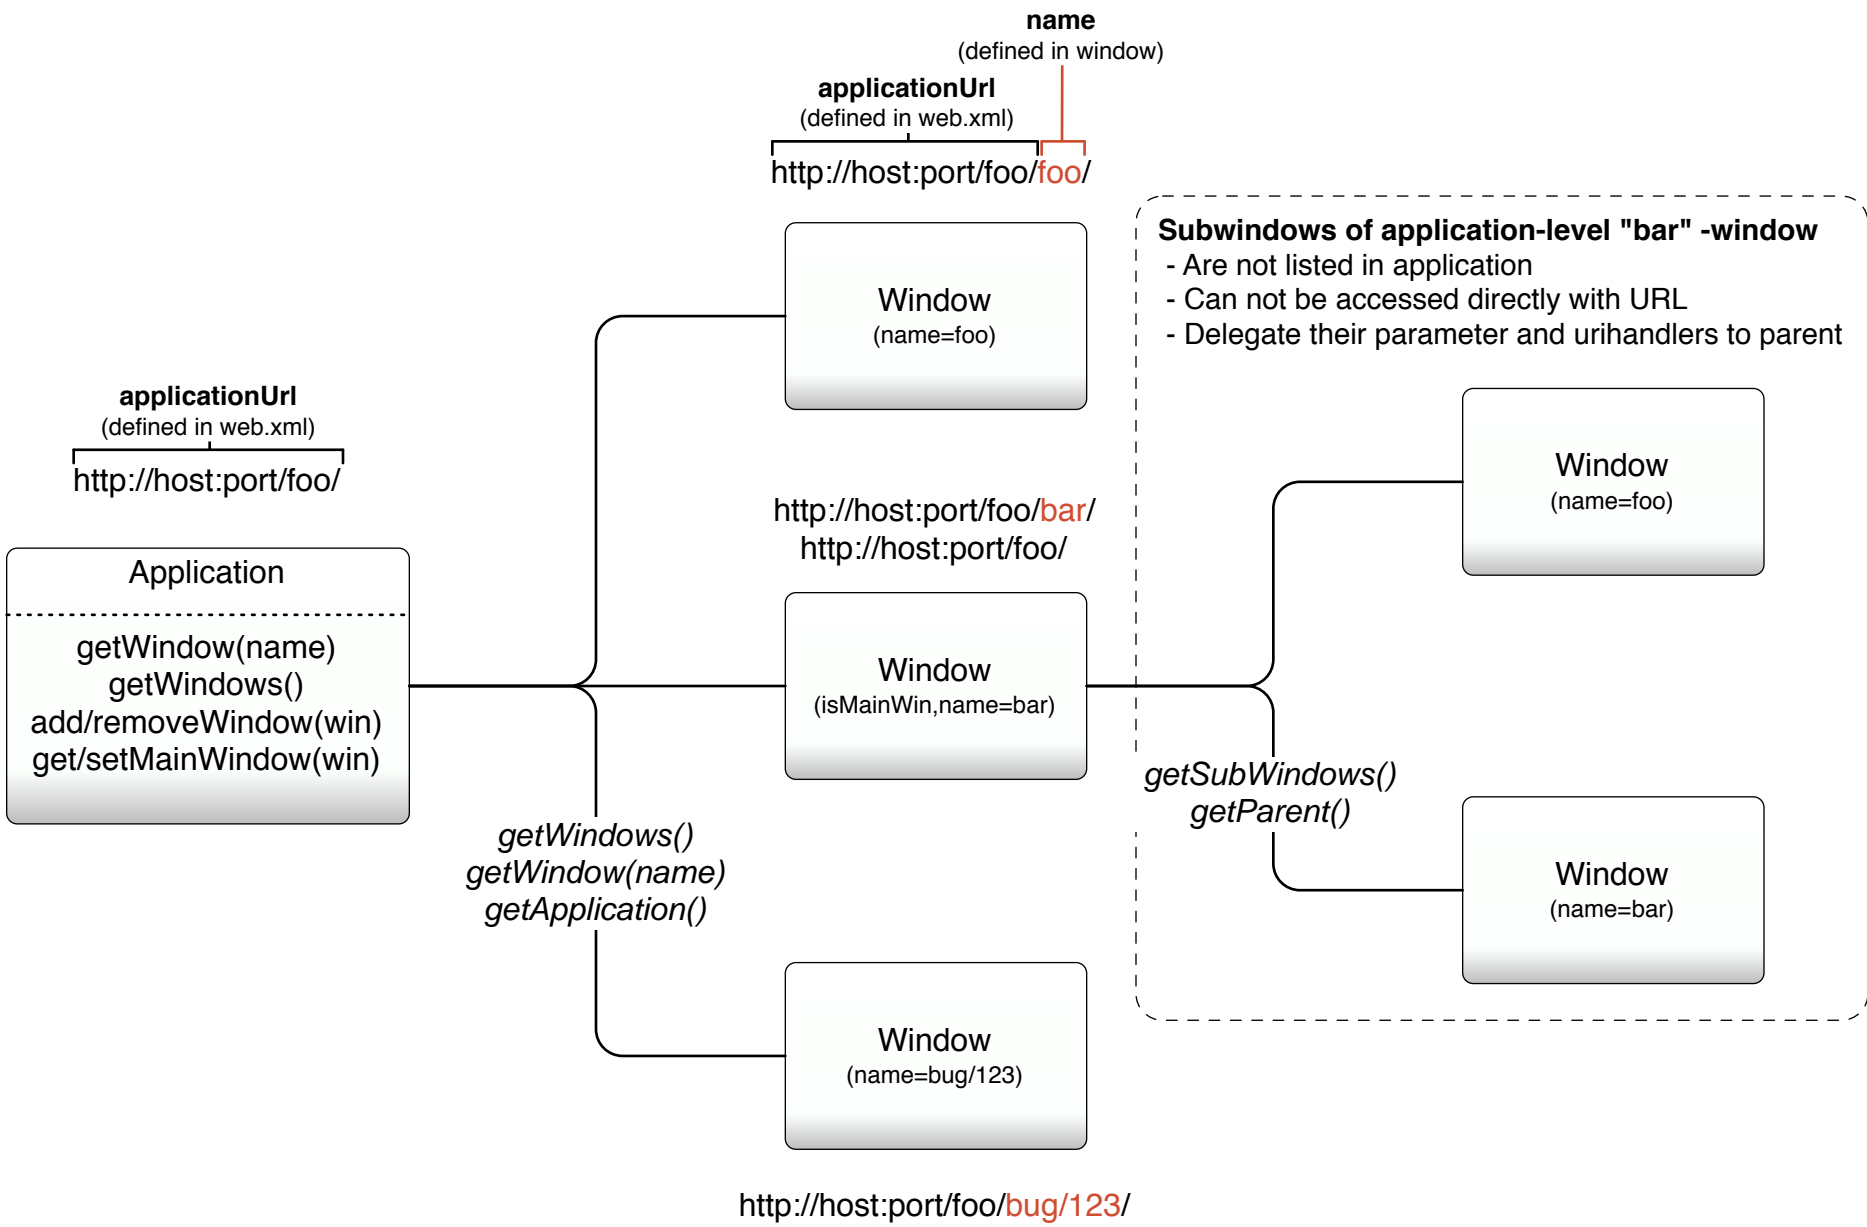 name
(defined in window)
applicationUrl
(defined in web.xml)
http://host:port/foo/foo/
Window
(name=foo)
Subwindows of application-level "bar" -window
- Are not listed in application
- Can not be accessed directly with URL
- Delegate their parameter and urihandlers to parent
applicationUrl
(defined in web.xml)
http://host:port/foo/
Window
(name=foo)
http://host:port/foo/bar/
http://host:port/foo/
Application
getWindow(name)
getWindows()
add/removeWindow(win)
get/setMainWindow(win)
Window
(isMainWin,name=bar)
getSubWindows()
getParent()
getWindows()
getWindow(name)
getApplication()
Window
(name=bar)
Window
(name=bug/123)
http://host:port/foo/bug/123/